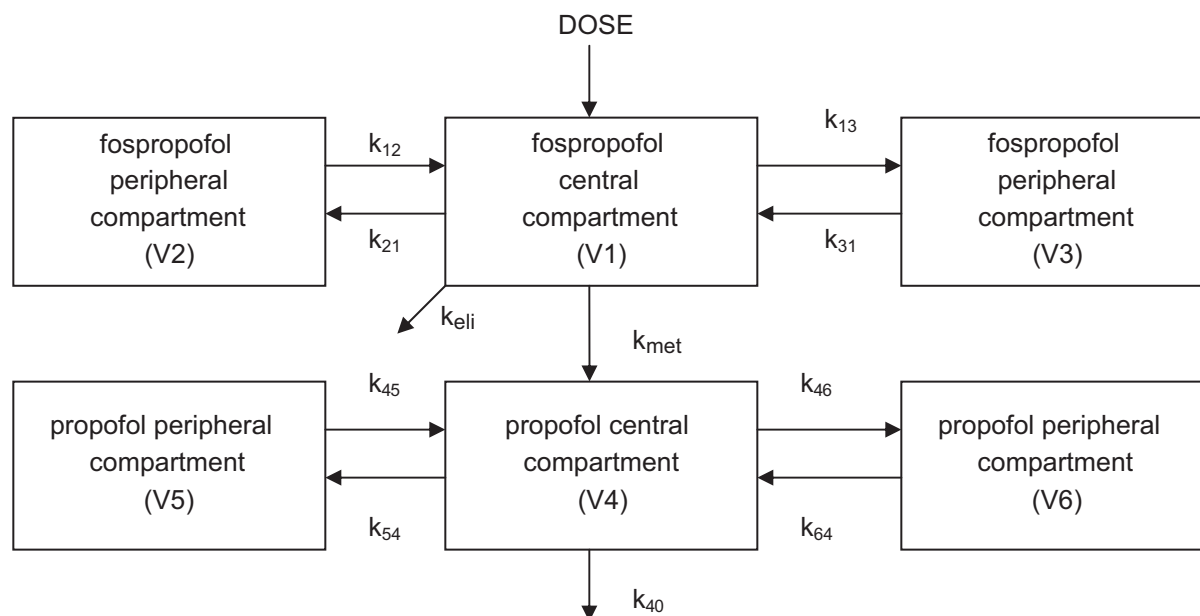 DOSE
fospropofol
peripheral
compartment
(V2)
k12
k21
fospropofol
central
compartment
(V1)
k13
k31
fospropofol
peripheral
compartment
(V3)
keli
kmet
propofol peripheral
compartment
(V5)
k45
k54
propofol central
compartment
(V4)
k46
k64
propofol peripheral
compartment
(V6)
k40